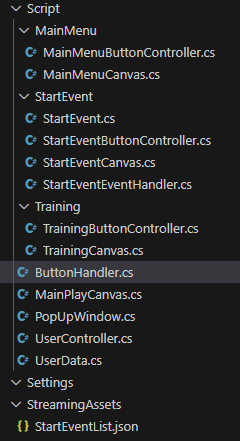 Script
MainMenu
C# MainMenuButtonController.cs
C# MainMenuCanvas.cs
StartEvent
C# StartEvent.cs
C# StartEventButtonController.cs
C# StartEventCanvas.cs
C# StartEventEventHandler.cs
Training
C# TrainingButtonController.cs
C# TrainingCanvas.cs
C# ButtonHandler.cs
C# MainPlayCanvas.cs
C# PopUpWindow.cs
C# UserController.cs
C# UserData.cs
Settings
StreamingAssets
{} StartEventList.json